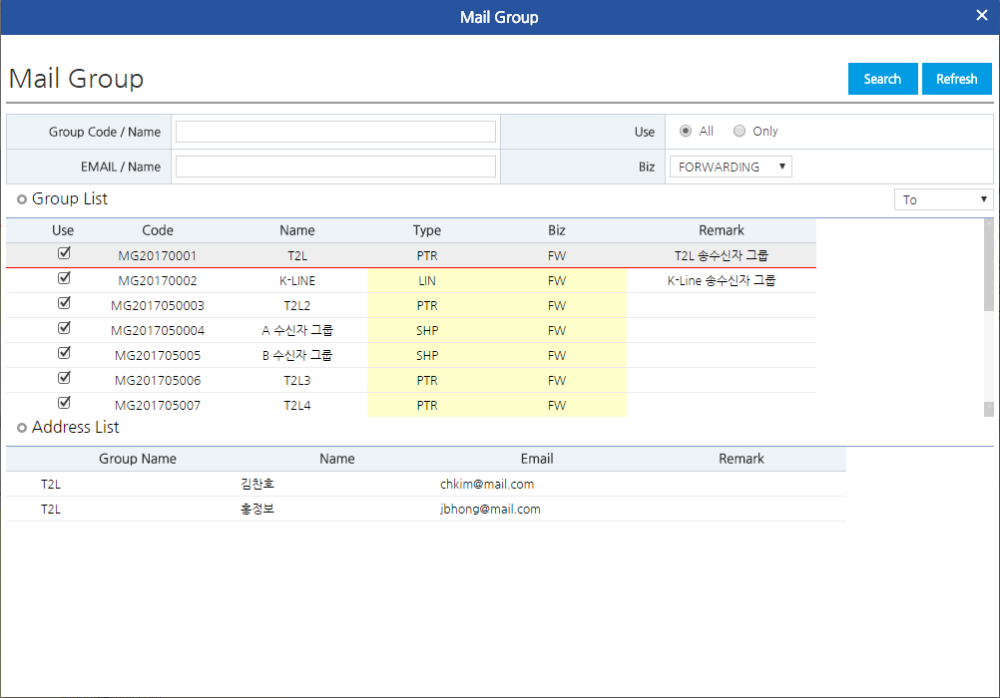 Mail Group
Mail Group
Search Refresh
Group Code / Name Use All Only
EMAIL / Name Biz FORWARDING
Group List To
Use Code Name Type Biz Remark
MG20170001 T2L PTR FW T2L 송수신자 그룹
MG20170002 K-LINE LIN FW K-Line 송수신자 그룹
MG2017050003 T2L2 PTR FW
MG2017050004 A 수신자 그룹 SHP FW
MG201705005 B 수신자 그룹 SHP FW
MG201705006 T2L3 PTR FW
MG201705007 T2L4 PTR FW
Address List
Group Name Name Email Remark
T2L 김찬호 chkim@mail.com
T2L 홍정보 jbhong@mail.com